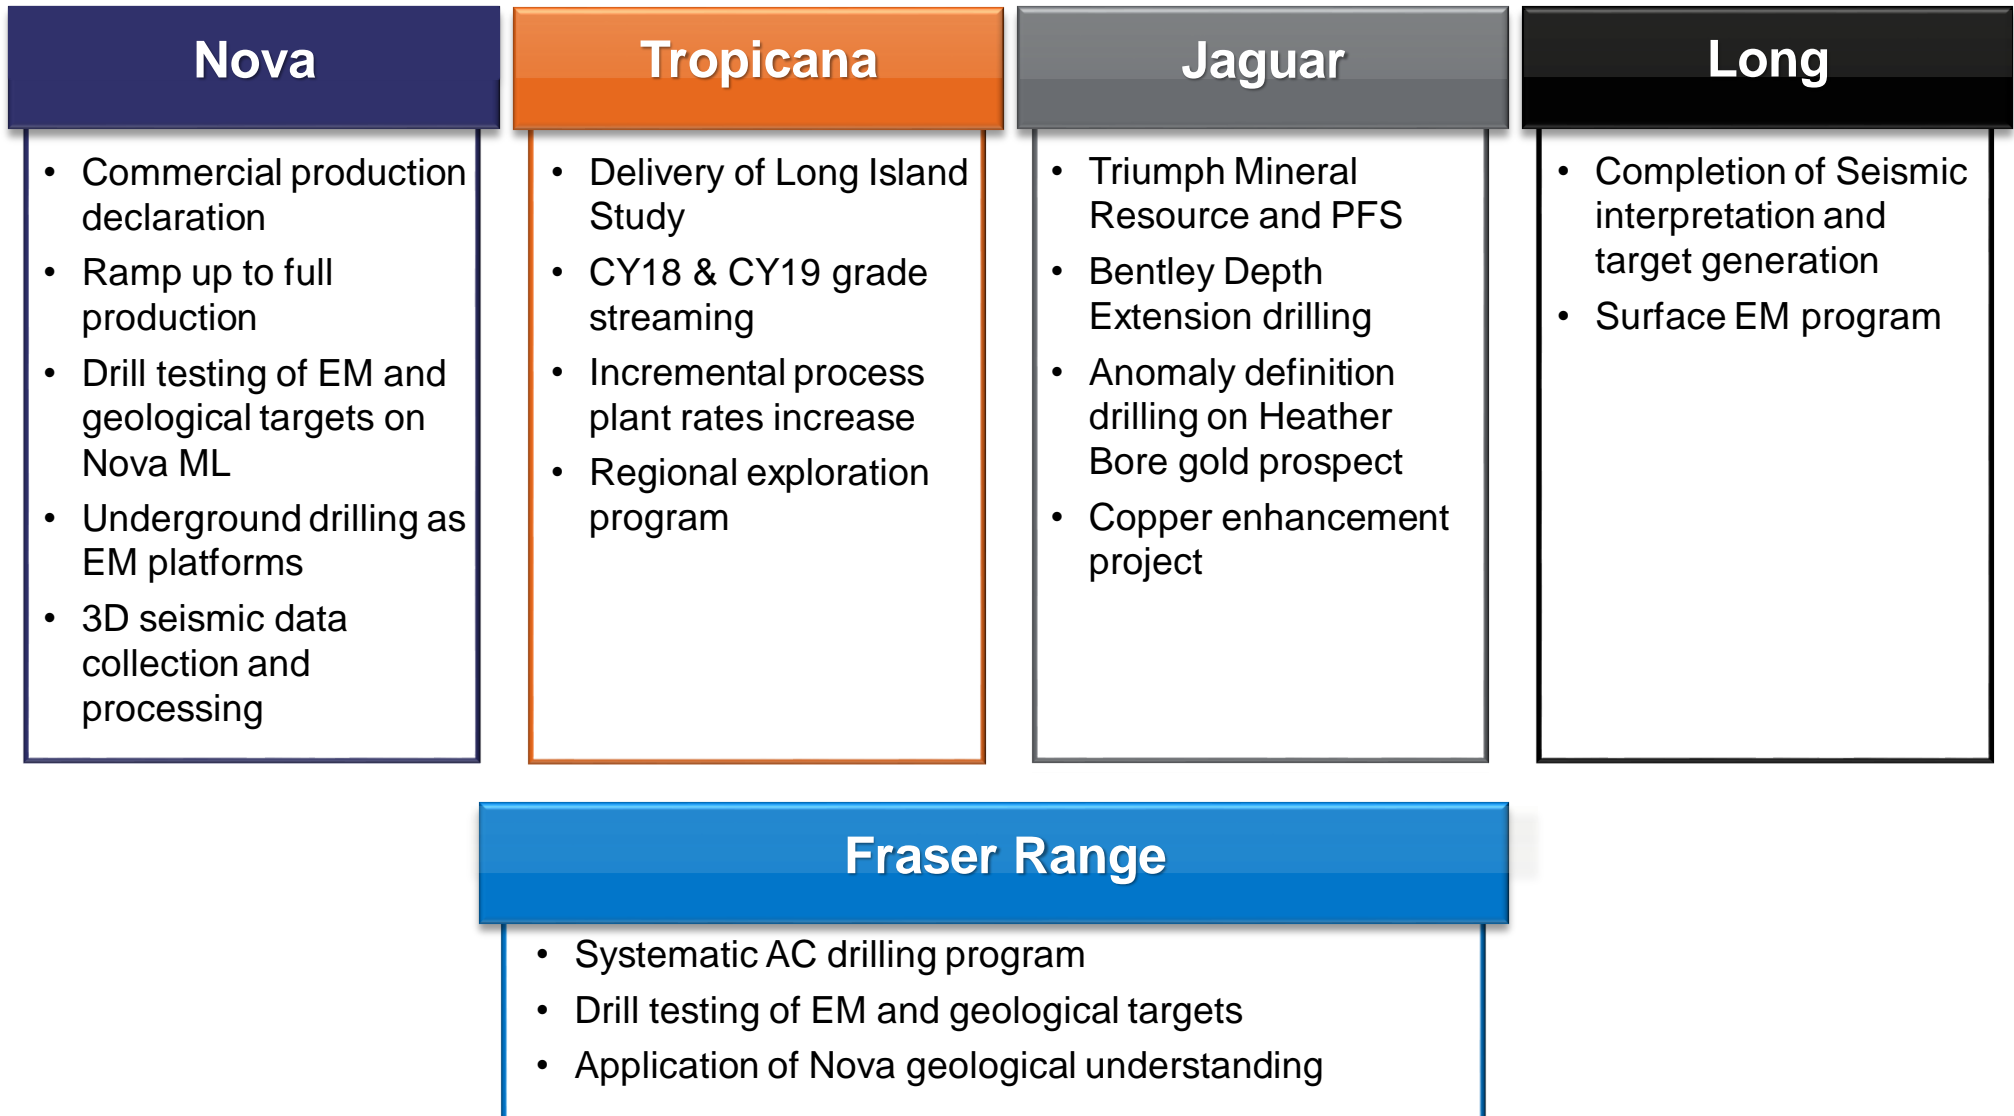 Nova
• Commercial production
declaration
• Ramp up to full
production
• Drill testing of EM and
geological targets on
Nova ML
• Underground drilling as
EM platforms
• 3D seismic data
collection and
processing
Tropicana
• Delivery of Long Island
Study
• CY18 & CY19 grade
streaming
• Incremental process
plant rates increase
• Regional exploration
program
Jaguar
• Triumph Mineral
Resource and PFS
• Bentley Depth
Extension drilling
• Anomaly definition
drilling on Heather
Bore gold prospect
• Copper enhancement
project
Long
• Completion of Seismic
interpretation and
target generation
• Surface EM program
Fraser Range
• Systematic AC drilling program
• Drill testing of EM and geological targets
• Application of Nova geological understanding